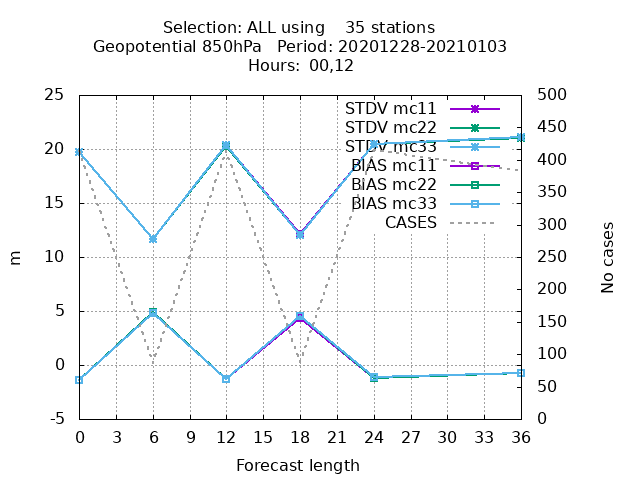 Selection: ALL using    35 stations
Geopotential 850hPa   Period: 20201228-20210103
Hours: 00,12
25
20
15
10
5
0
-5
m
STDV mc11
STDV mc22
STDV mc33
BIAS mc11
BIAS mc22
BIAS mc33
CASES
500
450
400
350
300
250
200
150
100
50
0
No cases
0 3 6 9 12 15 18 21 24 27 30 33 36
Forecast length